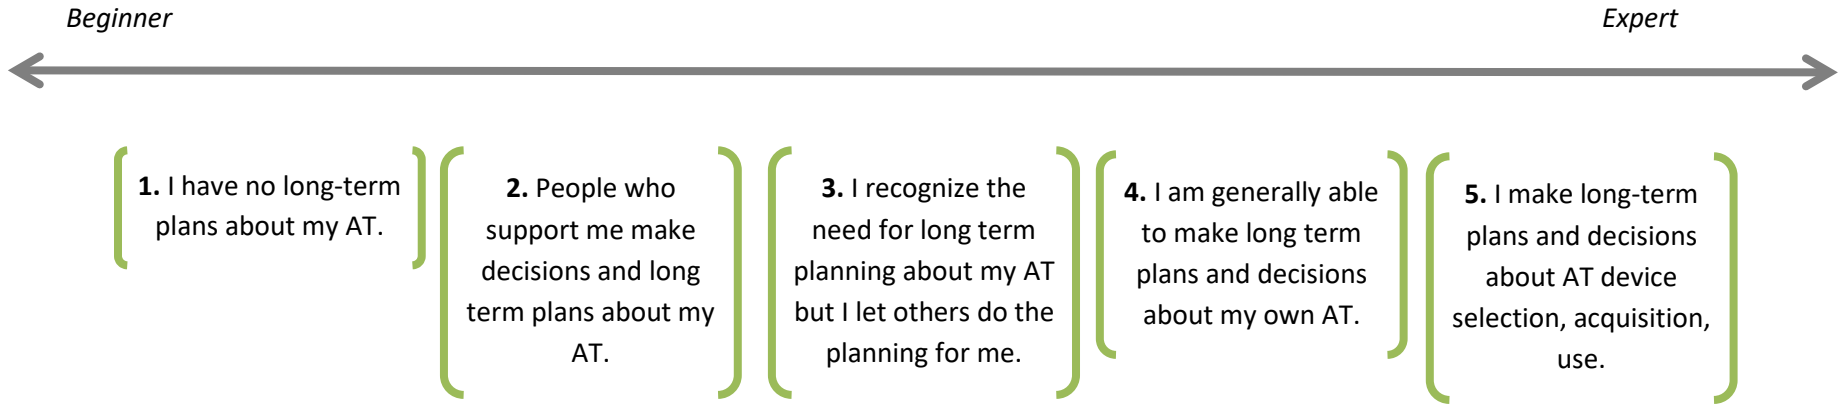 Beginner
Expert
1. I have no long-term
plans about my AT.
2. People who
support me make
decisions and long
term plans about my
AT.
3. I recognize the
need for long term
planning about my AT
but I let others do the
planning for me.
4. I am generally able
to make long term
plans and decisions
about my own AT.
5. I make long-term
plans and decisions
about AT device
selection, acquisition,
use.